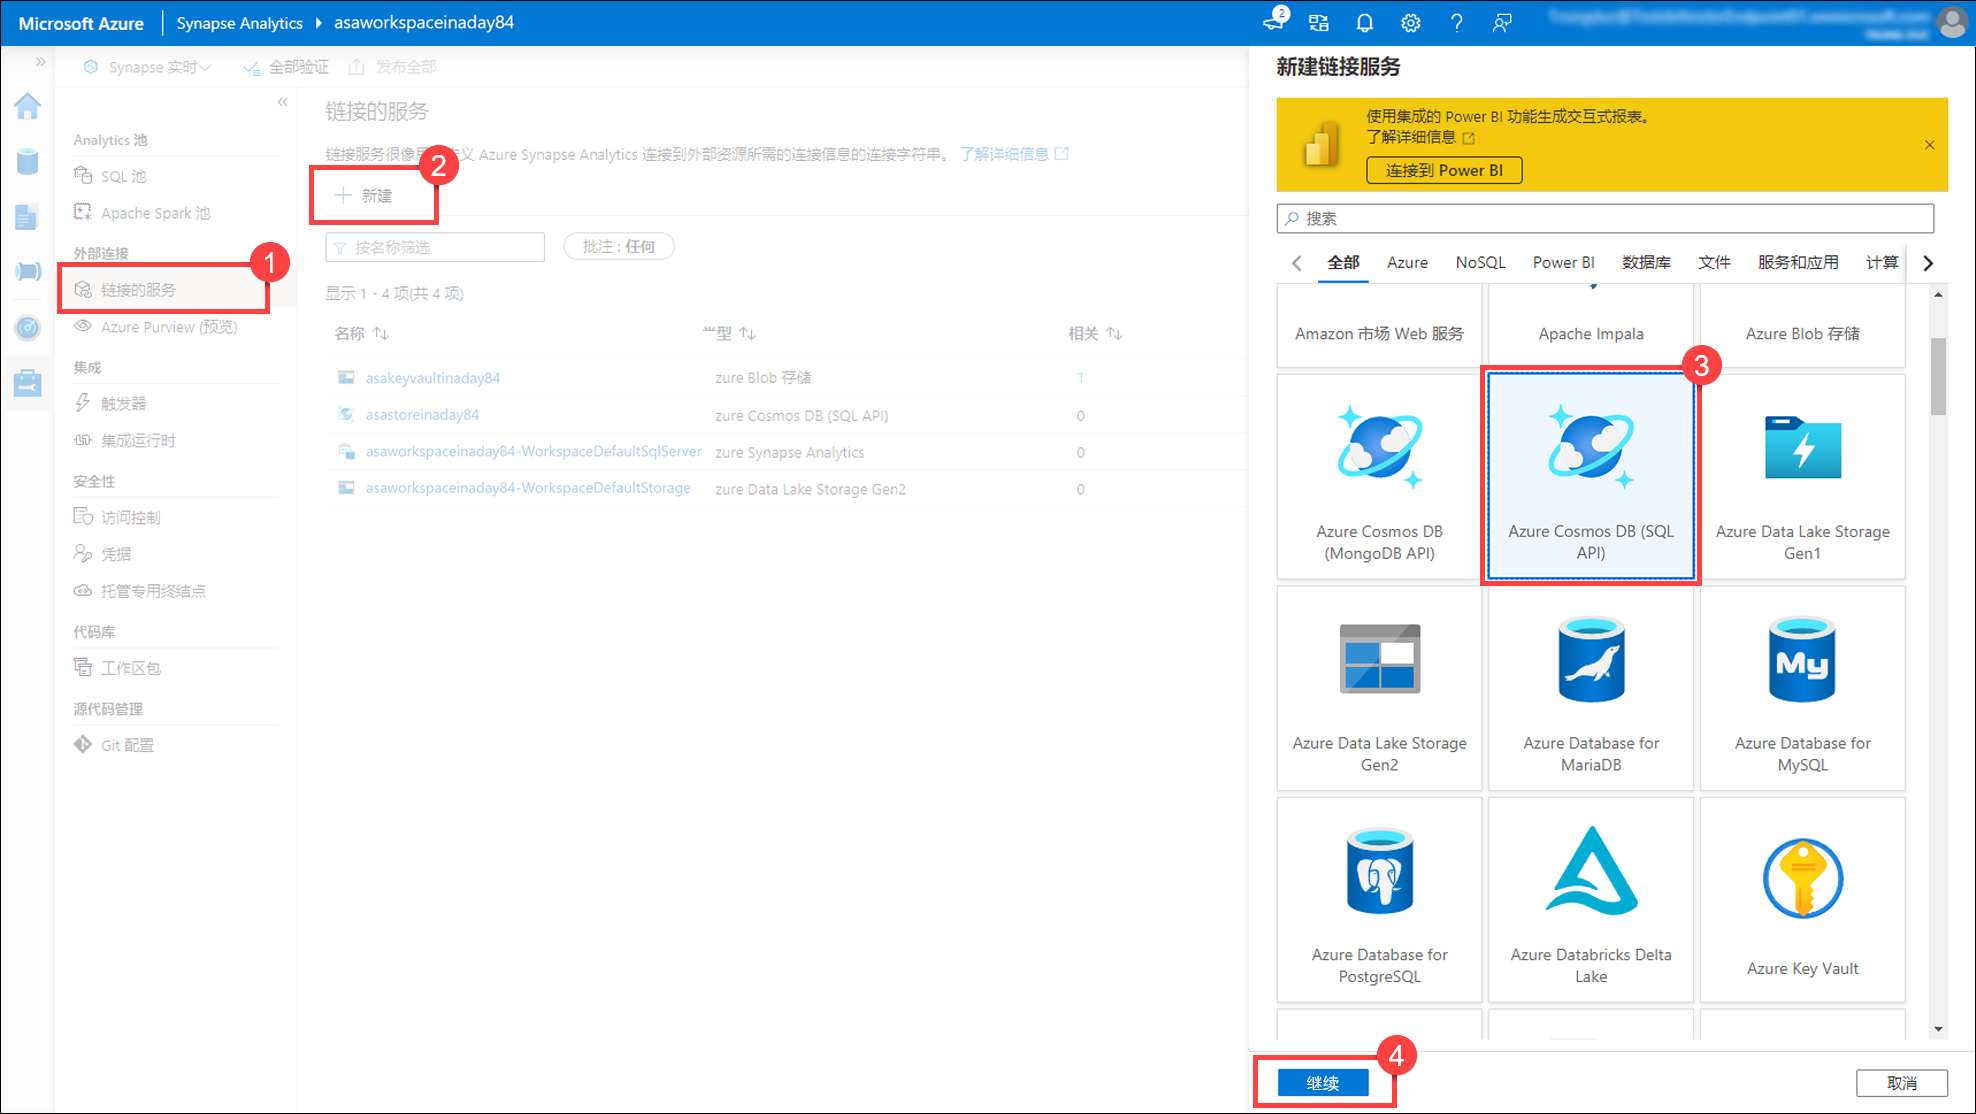 Microsoft Azure
Synapse Analytics
asaworkspaceinaday84
2
Synapse 实时
全部验证
发布全部
Analytics 池
SQL 池
Apache Spark 池
外部连接
1
链接的服务
Azure Purview (预览)
集成
触发器
集成运行时
安全性
访问控制
凭据
托管专用终结点
代码库
工作区包
源代码管理
Git 配置
链接的服务
链接服务很像用 义 Azure Synapse Analytics 连接到外部资源所需的连接信息的连接字符串。 了解详细信息
2
新建
按名称筛选
批注 : 任何
显示 1 - 4 项(共 4 项)
名称 型 相关
asakeyvaultinaday84 zure Blob 存储 1
asastoreinaday84 zure Cosmos DB (SQL API) 0
asaworkspaceinaday84-WorkspaceDefaultSqlServer zure Synapse Analytics 0
asaworkspaceinaday84-WorkspaceDefaultStorage zure Data Lake Storage Gen2 0
新建链接服务
使用集成的 Power BI 功能生成交互式报表。
了解详细信息
连接到 Power BI
搜索
全部 Azure NoSQL Power BI 数据库 文件 服务和应用 计算
Amazon 市场 Web 服务
Apache Impala
Azure Blob 存储
3
Azure Cosmos DB
(MongoDB API)
Azure Cosmos DB (SQL
API)
Azure Data Lake Storage
Gen1
Azure Data Lake Storage
Gen2
Azure Database for
MariaDB
My
Azure Database for
MySQL
Azure Database for
PostgreSQL
Azure Databricks Delta
Lake
Azure Key Vault
4
继续
取消